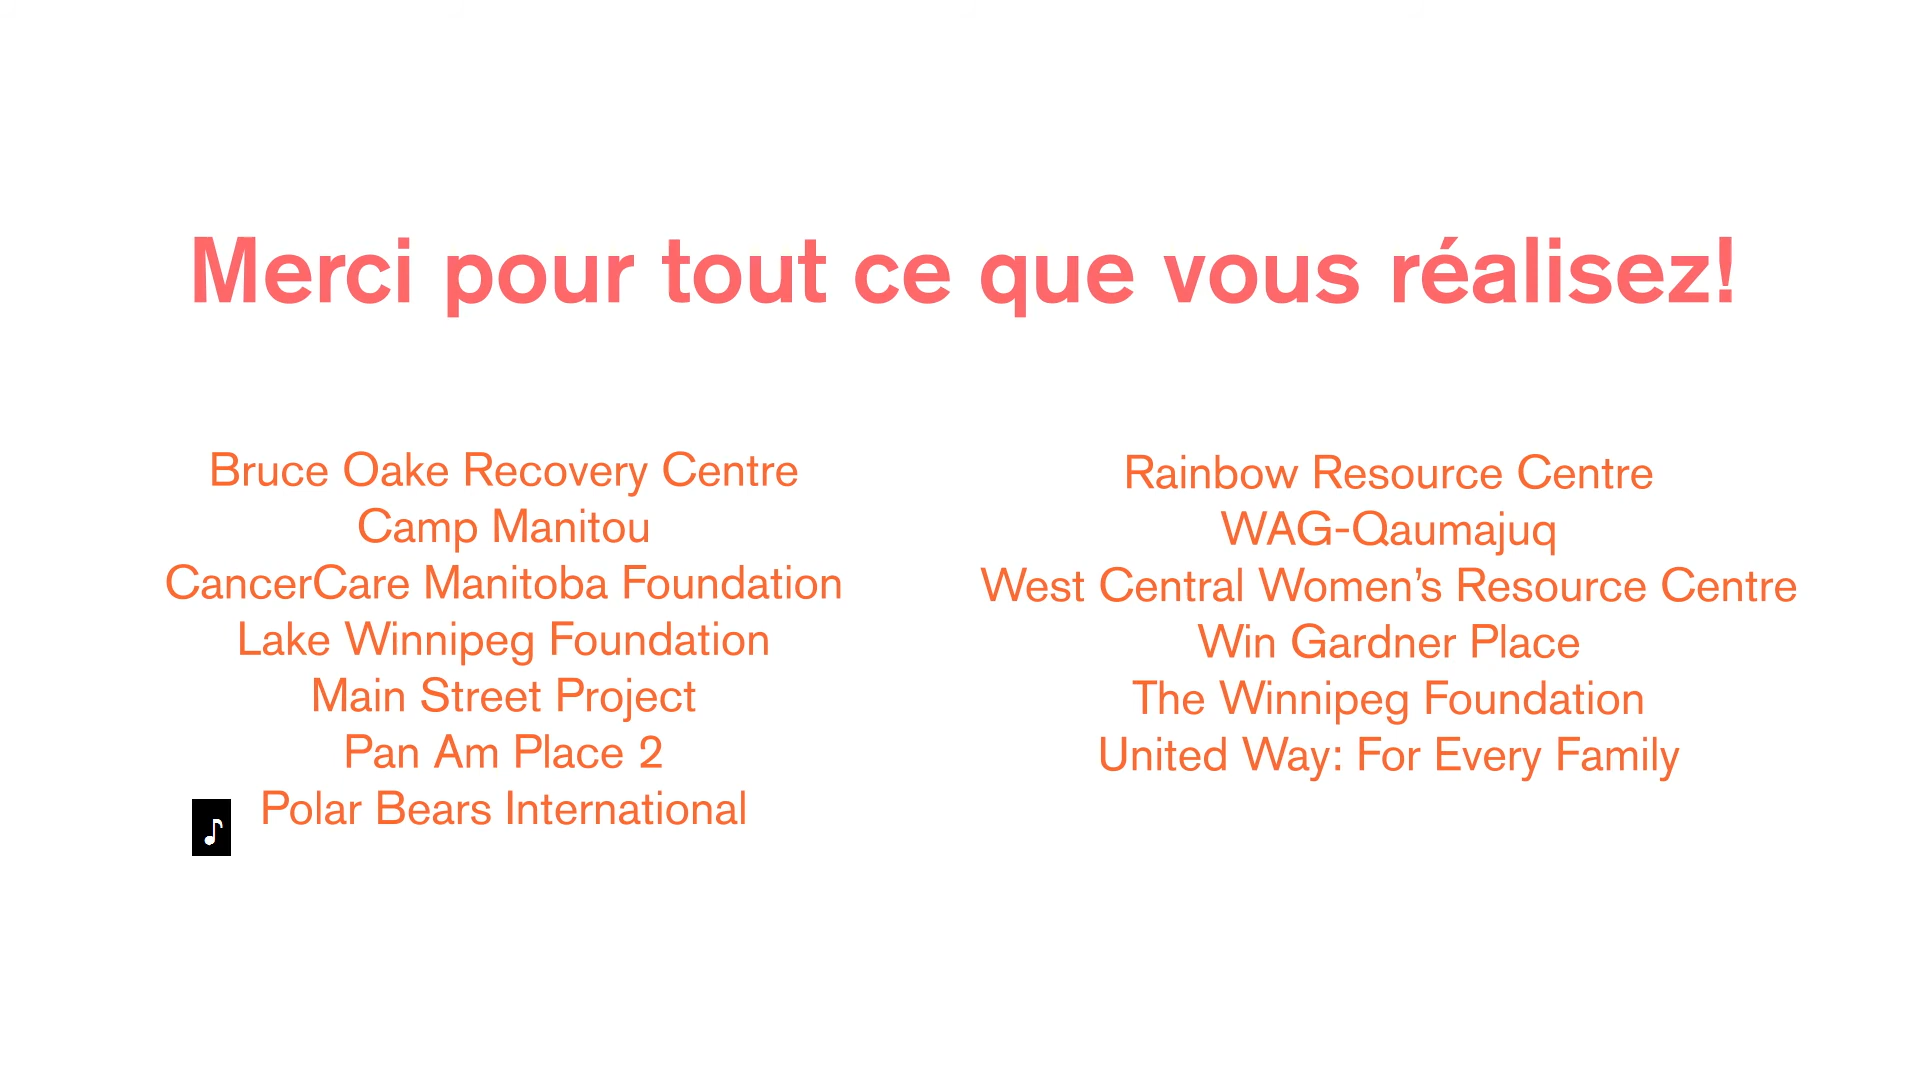 Merci pour tout ce que vous réalisez!
Bruce Oake Recovery Centre
Camp Manitou
CancerCare Manitoba Foundation
Lake Winnipeg Foundation
Main Street Project
Pan Am Place 2
Polar Bears International
♪
Rainbow Resource Centre
WAG-Qaumajuq
West Central Women’s Resource Centre
Win Gardner Place
The Winnipeg Foundation
United Way: For Every Family